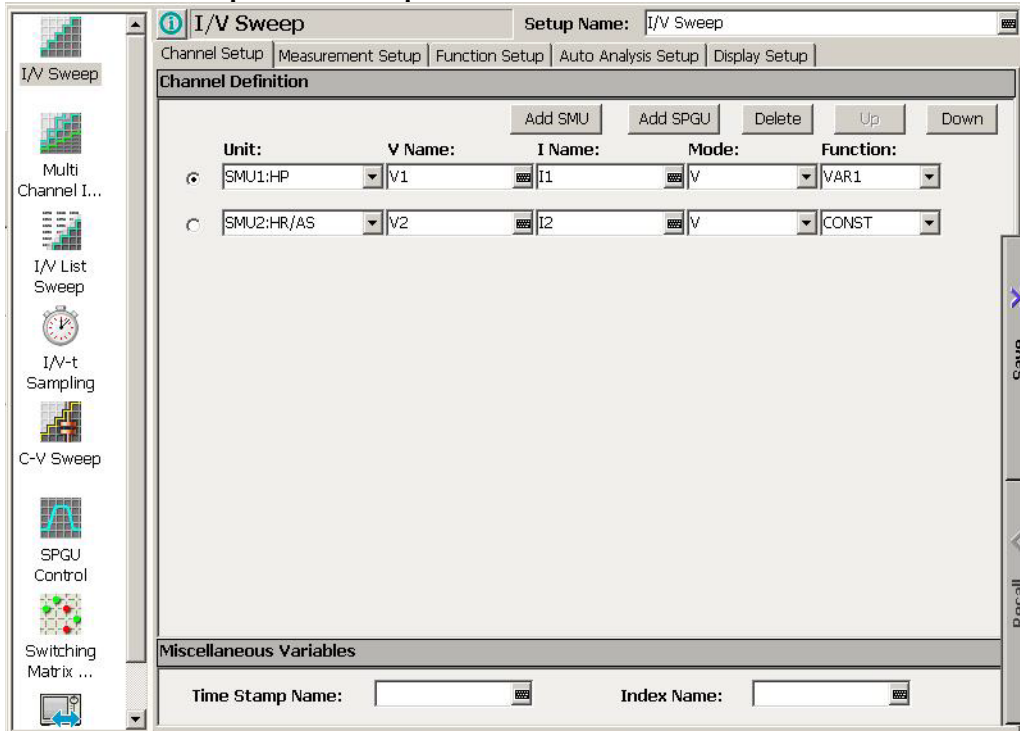 I/V Sweep
Setup Name: I/V Sweep
Channel Setup Measurement Setup Function Setup Auto Analysis Setup Display Setup
Channel Definition
Add SMU Add SPGU Delete Up Down
Unit: V Name: I Name: Mode: Function:
SMU1:HP V1 I1 V VAR1
SMU2:HR/AS V2 I2 V CONST
Miscellaneous Variables
Time Stamp Name: Index Name:
I/V Sweep
Multi
Channel I...
I/V List
Sweep
I/V-t
Sampling
C-V Sweep
SPGU
Control
Switching
Matrix ...
Save
Recall